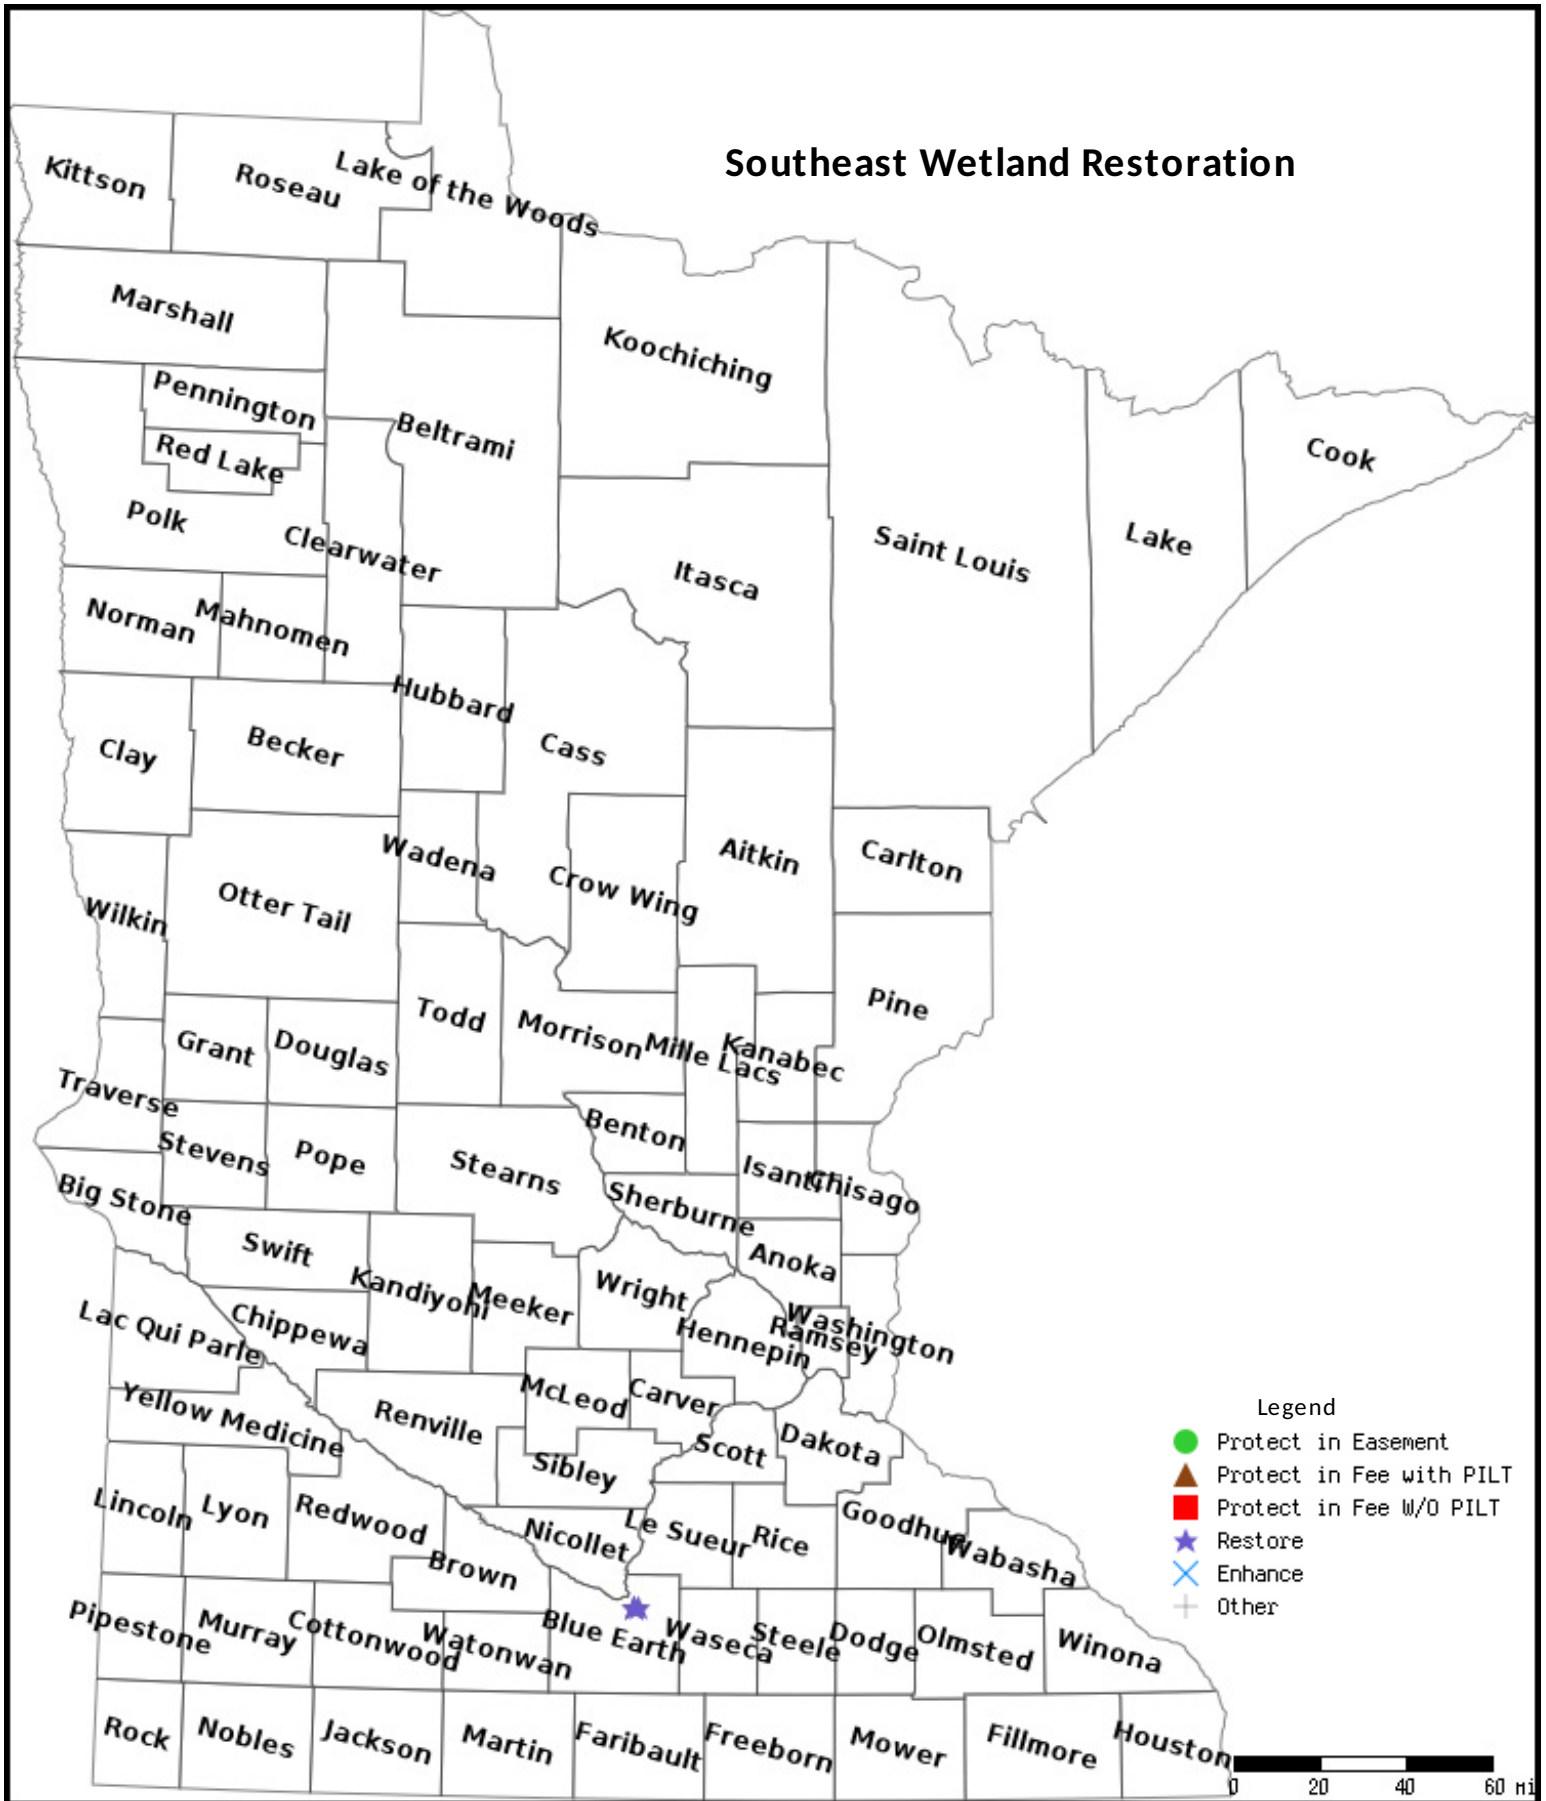 Southeast Wetland Restoration
Kittson
Roseau
Lake of the Woods
Marshall
Koochiching
Pennington
Beltrami
Red Lake
Cook
Polk
Clearwater
Saint Louis
Lake
Itasca
Norman
Mahnomen
Hubbard
Clay
Becker
Cass
Wadena
Aitkin
Carlton
Otter Tail
Crow Wing
Wilkin
Todd
Pine
Grant
Douglas
Morrison
Mille Lacs
Kanabec
Traverse
Stevens
Pope
Stearns
Benton
Isanti
Chisago
Big Stone
Sherburne
Swift
Anoka
Kandiyohi
Meeker
Wright
Lac Qui Parle
Chippewa
Hennepin
Ramsey
Washington
Yellow Medicine
Renville
McLeod
Carver
Scott
Dakota
Sibley
Lincoln
Lyon
Redwood
Nicollet
Le Sueur
Rice
Goodhue
Wabasha
Brown
Pipestone
Murray
Cottonwood
Watonwan
Blue Earth
Waseca
Steele
Dodge
Olmsted
Winona
Rock
Nobles
Jackson
Martin
Faribault
Freeborn
Mower
Fillmore
Houston
Legend
Protect in Easement
Protect in Fee with PILT
Protect in Fee W/O PILT
Restore
Enhance
Other
0 20 40 60 mi